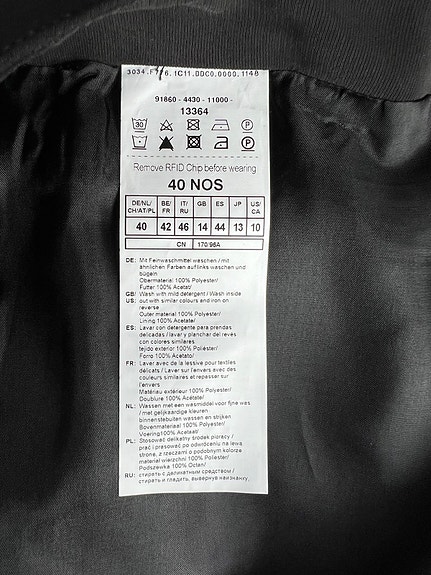 1C11.00C0.0000.1148
91860 - 4430 - 11000 -
13364
30
P
P
Remove RFID Chip before wearing
40 NOS
DE/NL/ CH/AT/PL BE/ FR IT/ RU GB ES JP US/ CA
40 42 46 14 44 13 10
CN 170/96A
DE: Mit Feinwaschmittel waschen / mit
ähnlichen Farben auf links waschen und
bügeln
Obermaterial 100% Polyester/
Futter 100% Acetat/
GB/ Wash with mild detergent / Wash inside
US: out with similar colours and iron on
reverse
Outer material 100% Polyester/
Lining 100% Acetate/
ES: Lavar con detergente para prendas
delicadas / lavar y planchar del revés
con colores similares
tejido exterior 100% Poliester/
Forro 100% Acetato/
FR: Laver avec de la lessive pour textiles
délicats / Laver sur l'envers avec des
couleurs similaires et repasser sur
l'envers
Matériau extérieur 100% Polyester/
Doublure 100% Acetate/
NL: Wassen met een wasmiddel voor fijne was
/ met gelijkaardige kleuren
binnenstebuiten wassen en strijken
Bovenmateriaal 100% Polyester/
Voering100% Acetaat/
PL: Stosować delikatny środek piorący /
prać i prasować po odwróceniu na lewą
stronę, z rzeczami o podobnym kolorze
materiał wierzchni 100% Poliester/
Podszewka 100% Octan/
RU: стирать с деликатным средством /
стирать и гладить, вывернув наизнанку,